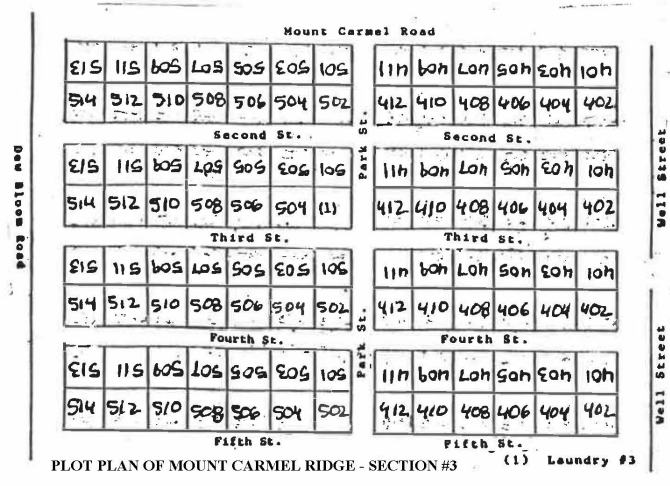 Mount Carmel Road
513 511 509 507 505 503 501 411 409 407 405 403 401
514 512 510 508 506 504 502 412 410 408 406 404 402
Second St. Second St.
513 511 509 507 505 503 501 411 409 407 405 403 401
514 512 510 508 506 504 (1) 412 410 408 406 404 402
Third St. Third St.
513 511 509 507 505 503 501 411 409 407 405 403 401
514 512 510 508 506 504 502 412 410 408 406 404 402
Fourth St. Fourth St.
513 511 509 507 505 503 501 411 409 407 405 403 401
514 512 510 508 506 504 502 412 410 408 406 404 402
Fifth St. Fifth St.
Dew Bloom Road
Park St.
Park St.
Well Street
Well Street
PLOT PLAN OF MOUNT CARMEL RIDGE - SECTION #3
(1) Laundry #3